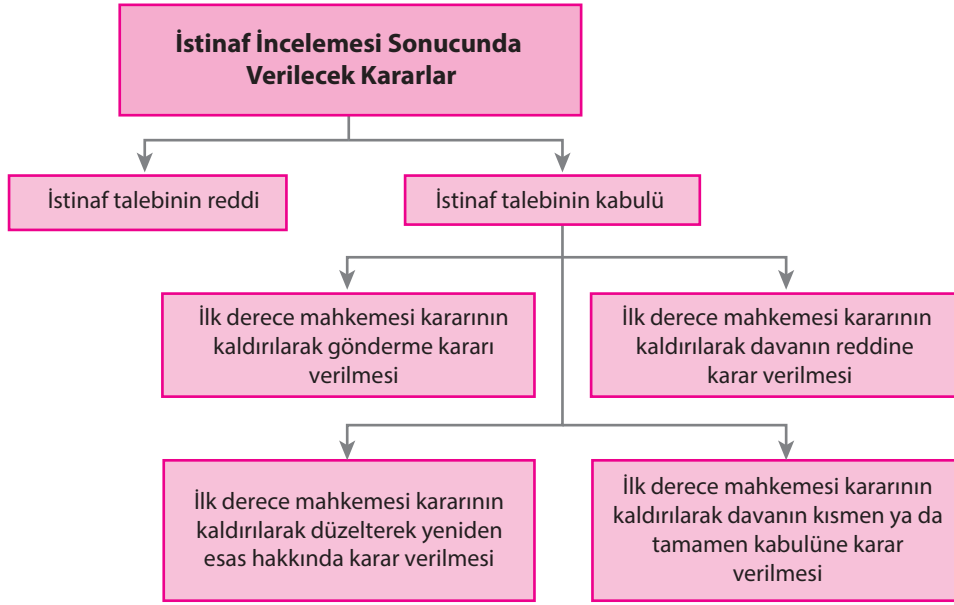 İstinaf İncelemesi Sonucunda
Verilecek Kararlar
İstinaf talebinin reddi
İstinaf talebinin kabulü
İlk derece mahkemesi kararının
kaldırılarak gönderme kararı
verilmesi
İlk derece mahkemesi kararının
kaldırılarak davanın reddine
karar verilmesi
İlk derece mahkemesi kararının
kaldırılarak düzelterek yeniden
esas hakkında karar verilmesi
İlk derece mahkemesi kararının
kaldırılarak davanın kısmen ya da
tamamen kabulüne karar
verilmesi